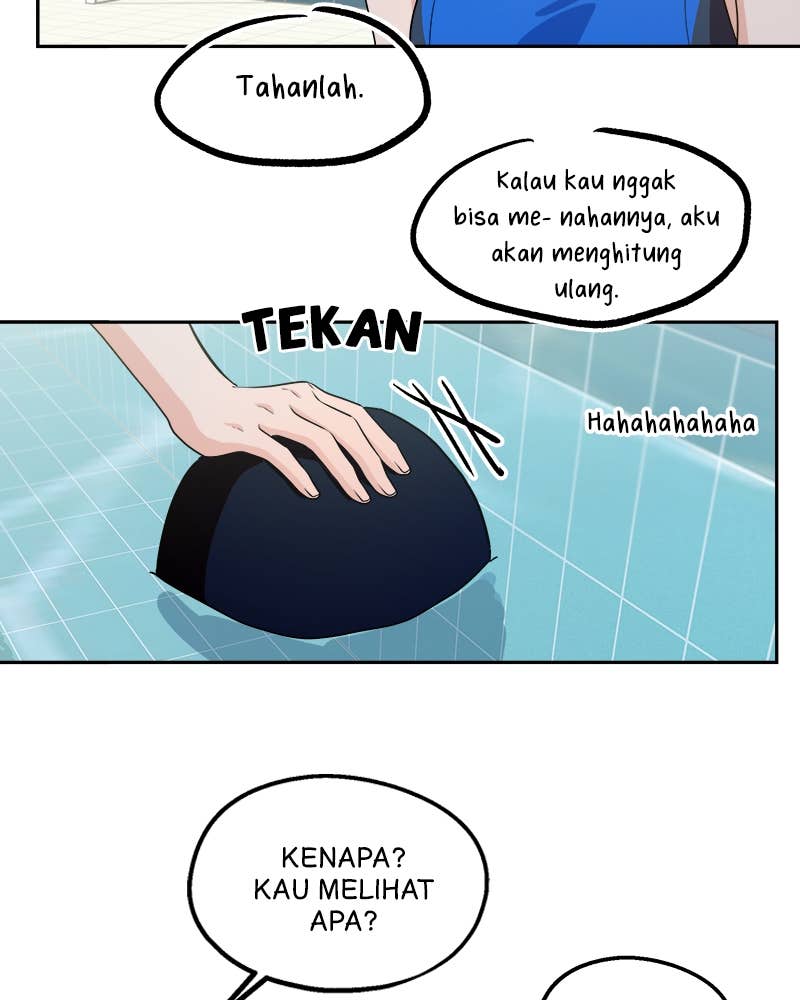 Tahanlah.
Kalau kau nggak
bisa me- nahannya, aku
akan menghitung
ulang.
TEKAN
Hahahahahaha
KENAPA?
KAU MELIHAT
APA?